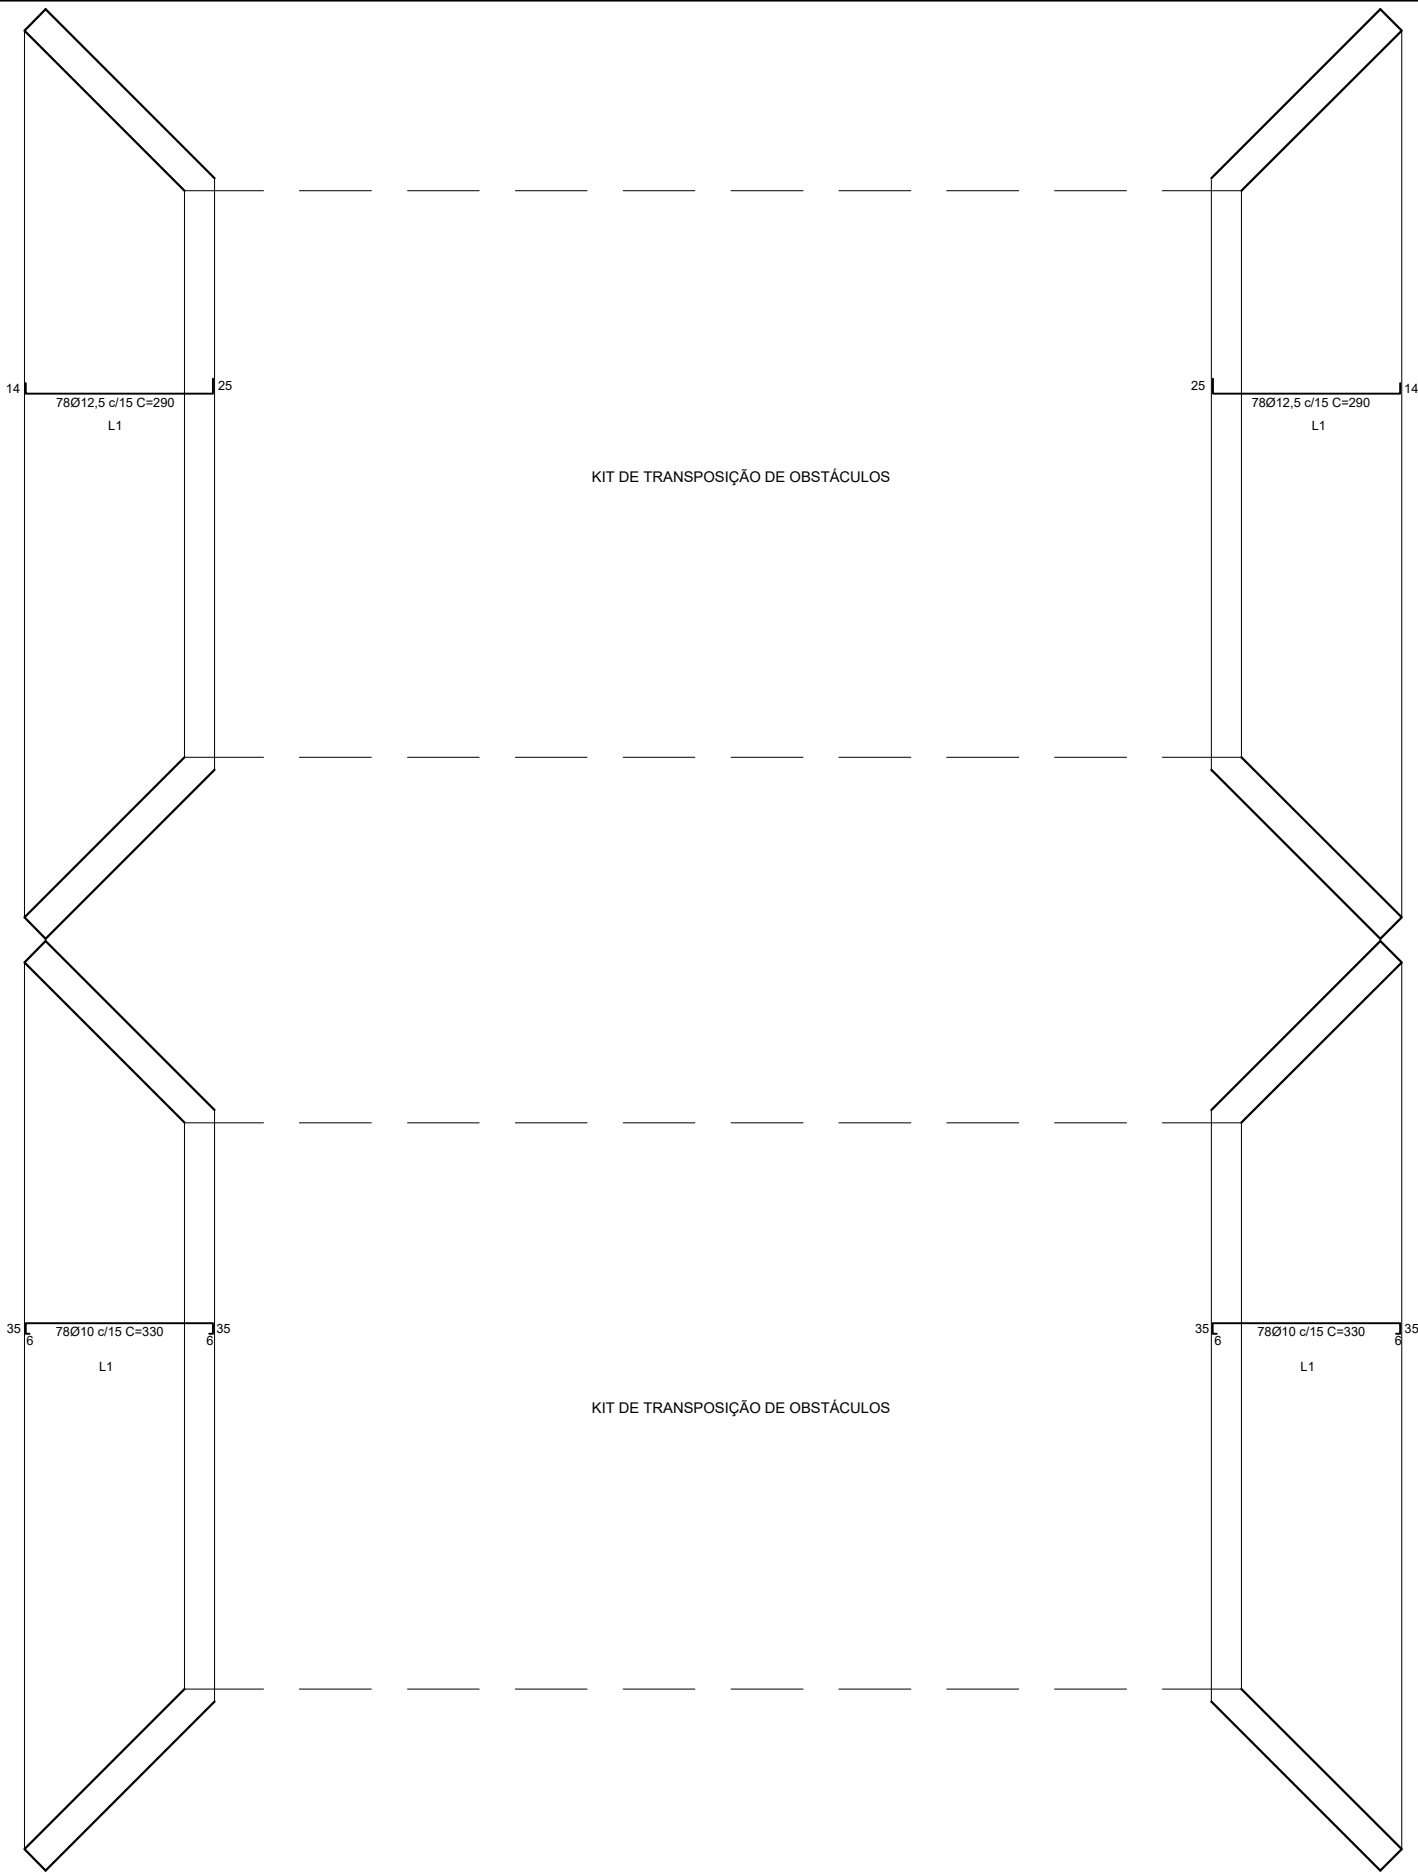 14
25
25
14
78Ø12,5 c/15 C=290
78Ø12,5 c/15 C=290
L1
L1
KIT DE TRANSPOSIÇÃO DE OBSTÁCULOS
35
78Ø10 c/15 C=330
35
35
78Ø10 c/15 C=330
35
6
6
6
6
L1
L1
KIT DE TRANSPOSIÇÃO DE OBSTÁCULOS